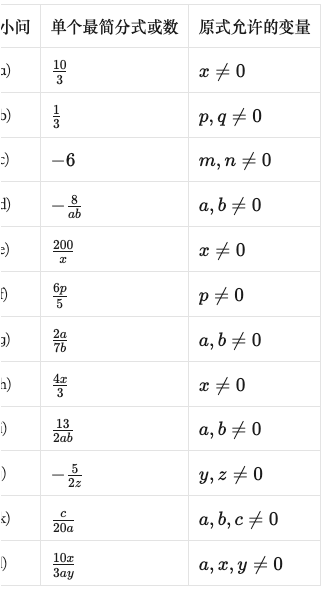 小问 单个最简分式或数 原式允许的变量
a) 10/3 x ≠ 0
b) 1/3 p, q ≠ 0
c) −6 m, n ≠ 0
d) −8/ab a, b ≠ 0
e) 200/x x ≠ 0
f) 6p/5 p ≠ 0
g) 2a/7b a, b ≠ 0
h) 4x/3 x ≠ 0
i) 13/2ab a, b ≠ 0
) −5/2z y, z ≠ 0
k) c/20a a, b, c ≠ 0
l) 10x/3ay a, x, y ≠ 0